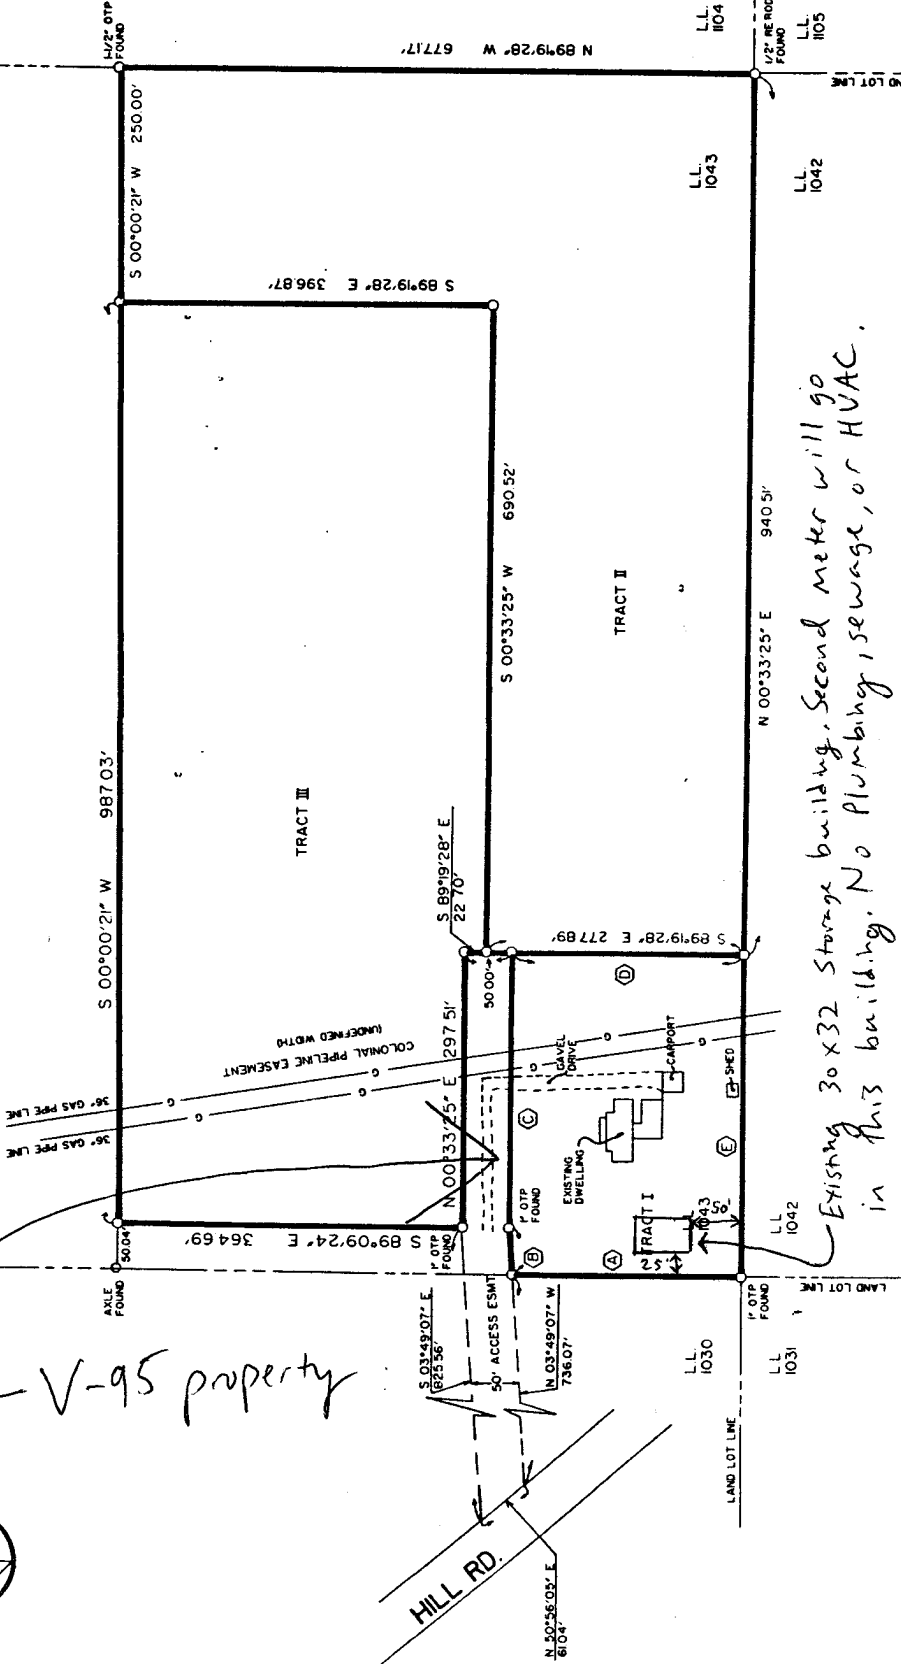 1-1/2" OTP
FOUND
S 00°00'21" W 250.00'
N 89°19'28" W 677.17'
L.L.
1104
1/2" RE ROD
FOUND
L.L.
1105
LAND LOT LINE
L.L.
1043
L.L.
1042
S 89°19'28" E 396.87'
S 00°33'25" W 690.52'
TRACT II
N 00°33'25" E 940.51'
S 00°00'21" W 987.03'
TRACT III
S 89°19'28" E
22.70'
S 89°19'28" E 277.89'
50.00'
COLONIAL PIPELINE EASEMENT
(UNDEFINED WIDTH)
36" GAS PIPE LINE
36" GAS PIPE LINE
G G G G G G
N 00°33'25" E 297.51'
GAVEL
DRIVE
CARPORT
SHED
EXISTING
DWELLING
A
B
C
D
E
TRACT I
1043
50'
52'
L.L.
1042
1" OTP
FOUND
S 89°09'24" E 364.69'
50.04'
AXLE
FOUND
1" OTP
FOUND
S 03°49'07" E
825.56'
50' ACCESS ESMT
N 03°49'07" W
736.07'
1" OTP
FOUND
LAND LOT LINE
L.L.
1030
L.L.
1031
LAND LOT LINE
HILL RD.
N 50°56'05" E
61.04'
V-95 property
Existing 30x32 Storage building. Second meter will go
in this building. No Plumbing, sewage, or HVAC.